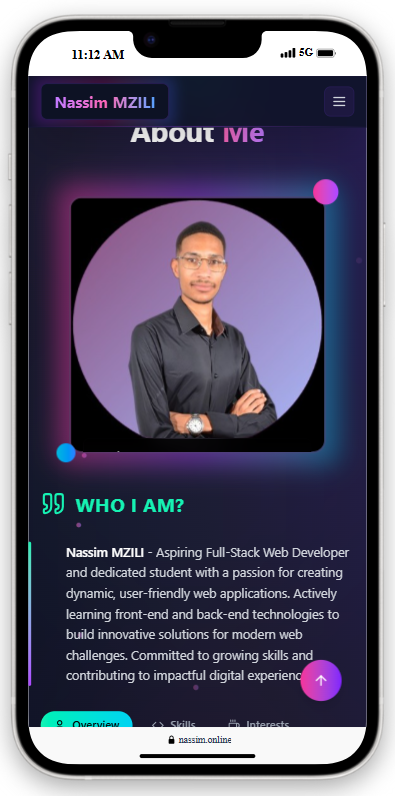 11:12 AM
5G
Nassim MZILI
About Me
WHO I AM?
Nassim MZILI - Aspiring Full-Stack Web Developer
and dedicated student with a passion for creating
dynamic, user-friendly web applications. Actively
learning front-end and back-end technologies to
build innovative solutions for modern web
challenges. Committed to growing skills and
contributing to impactful digital
Overview
Skills
Interests
nassim.online